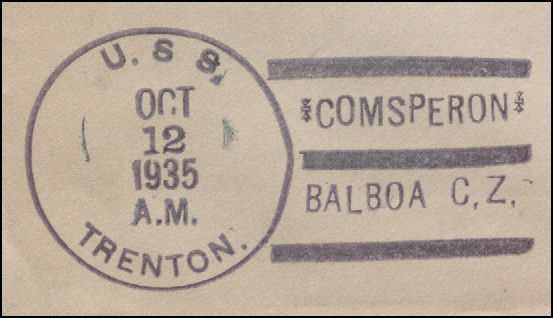 U. S S.
OCT
12
1935
A.M.
TRENTON.
*COMSPERON*
BALBOA C.Z.